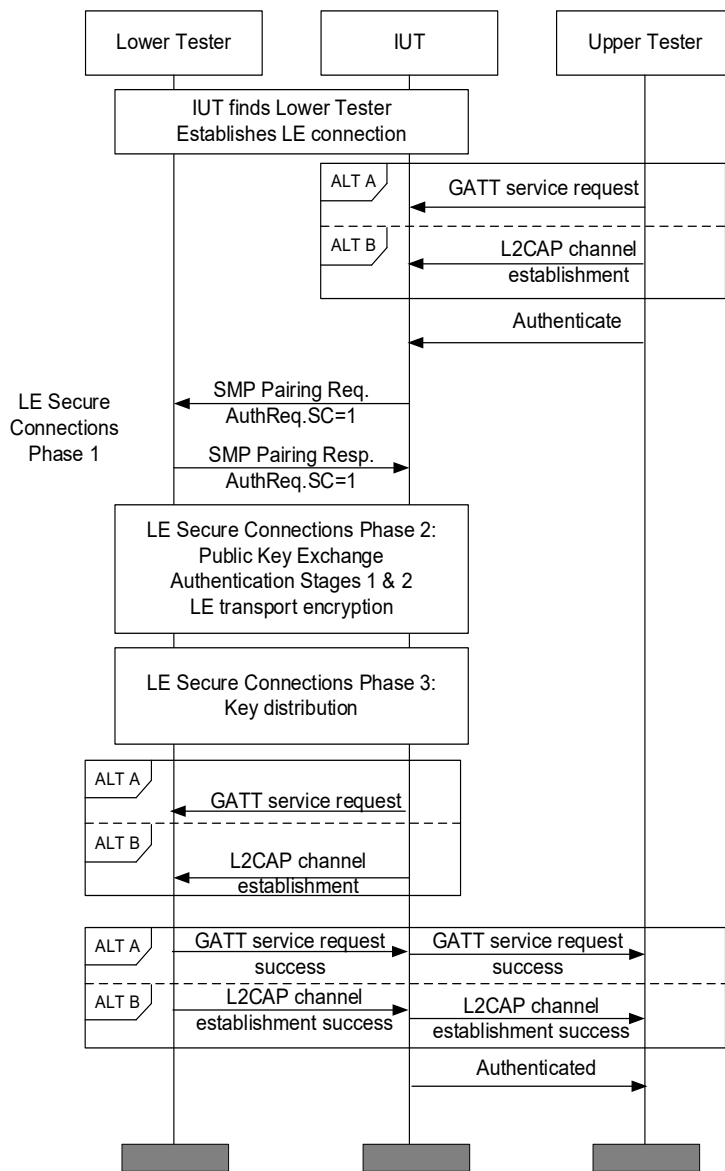 Lower Tester
IUT
Upper Tester
IUT finds Lower Tester
Establishes LE connection
ALT A
GATT service request
ALT B
L2CAP channel
establishment
Authenticate
LE Secure
Connections
Phase 1
SMP Pairing Req.
AuthReq.SC=1
SMP Pairing Resp.
AuthReq.SC=1
LE Secure Connections Phase 2:
Public Key Exchange
Authentication Stages 1 & 2
LE transport encryption
LE Secure Connections Phase 3:
Key distribution
ALT A
GATT service request
ALT B
L2CAP channel
establishment
ALT A
GATT service request
success
GATT service request
success
ALT B
L2CAP channel
establishment success
L2CAP channel
establishment success
Authenticated